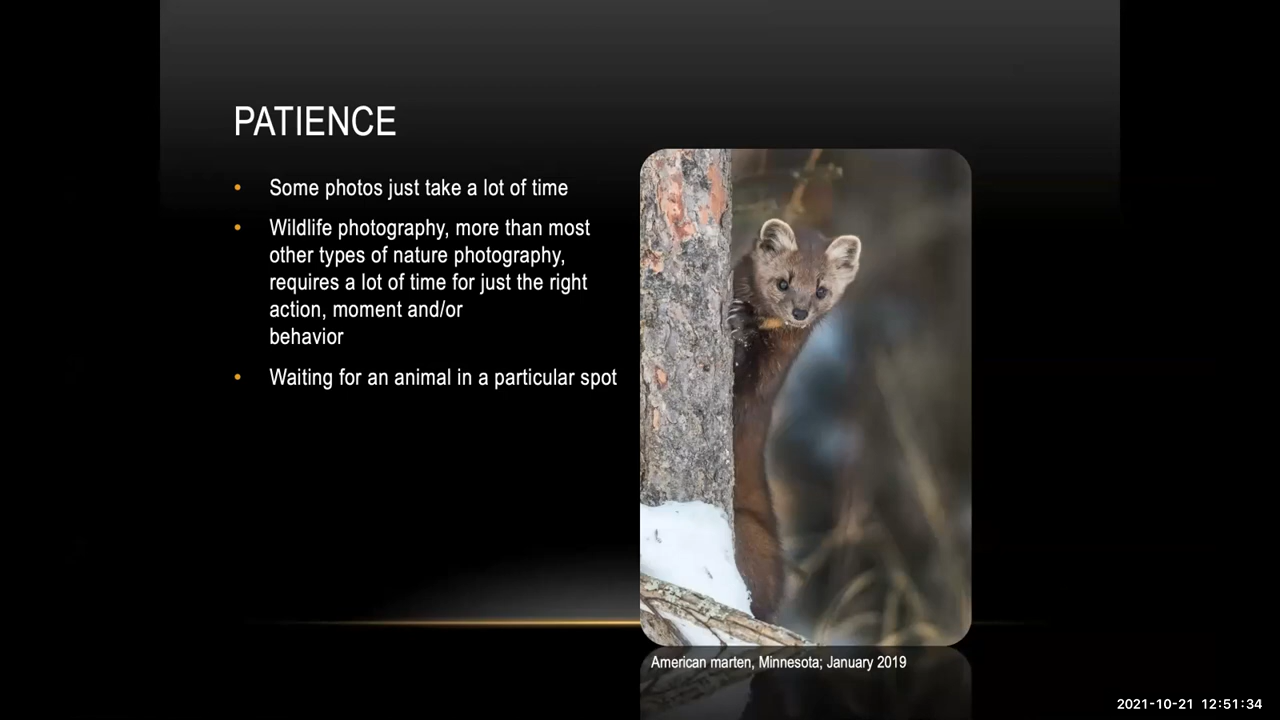 PATIENCE
• Some photos just take a lot of time
• Wildlife photography, more than most
other types of nature photography,
requires a lot of time for just the right
action, moment and/or
behavior
• Waiting for an animal in a particular spot
American marten, Minnesota; January 2019
2021-10-21 12:51:34